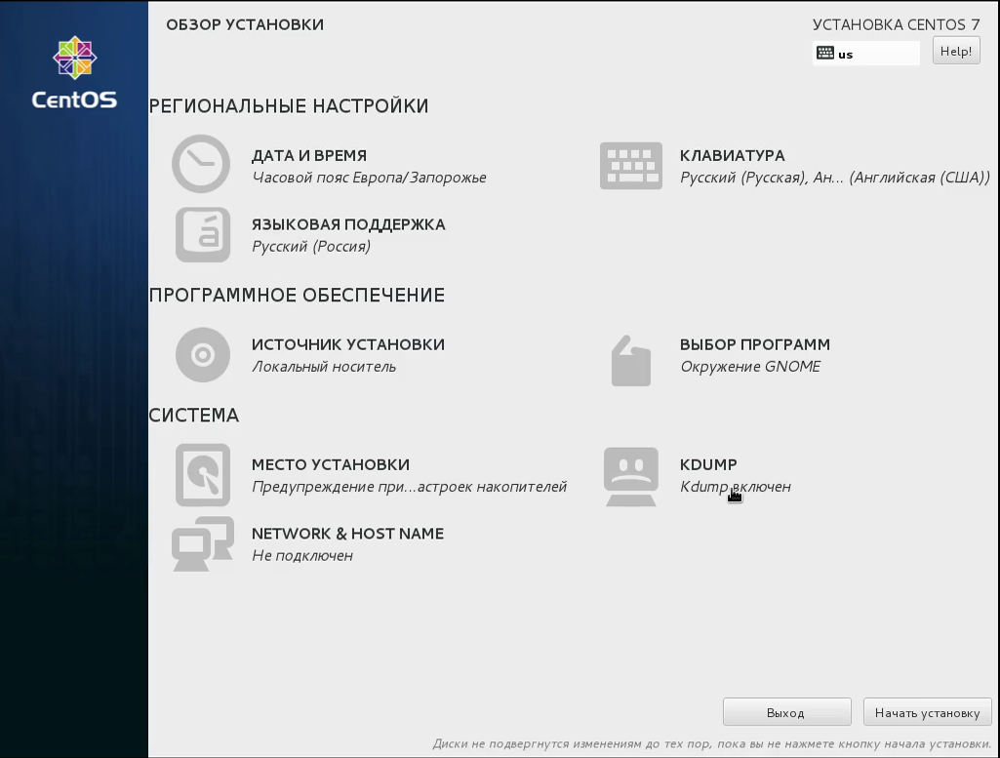 ОБЗОР УСТАНОВКИ
УСТАНОВКА CENTOS 7
us
Help!
CentOS
РЕГИОНАЛЬНЫЕ НАСТРОЙКИ
ДАТА И ВРЕМЯ
Часовой пояс Европа/Запорожье
КЛАВИАТУРА
Русский (Русская), Ан... (Английская (США))
á
ЯЗЫКОВАЯ ПОДДЕРЖКА
Русский (Россия)
ПРОГРАММНОЕ ОБЕСПЕЧЕНИЕ
ИСТОЧНИК УСТАНОВКИ
Локальный носитель
ВЫБОР ПРОГРАММ
Окружение GNOME
СИСТЕМА
МЕСТО УСТАНОВКИ
Предупреждение при...астроек накопителей
KDUMP
Kdump включен
NETWORK & HOST NAME
Не подключен
Выход
Начать установку
Диски не подвергнутся изменениям до тех пор, пока вы не нажмете кнопку начала установки.